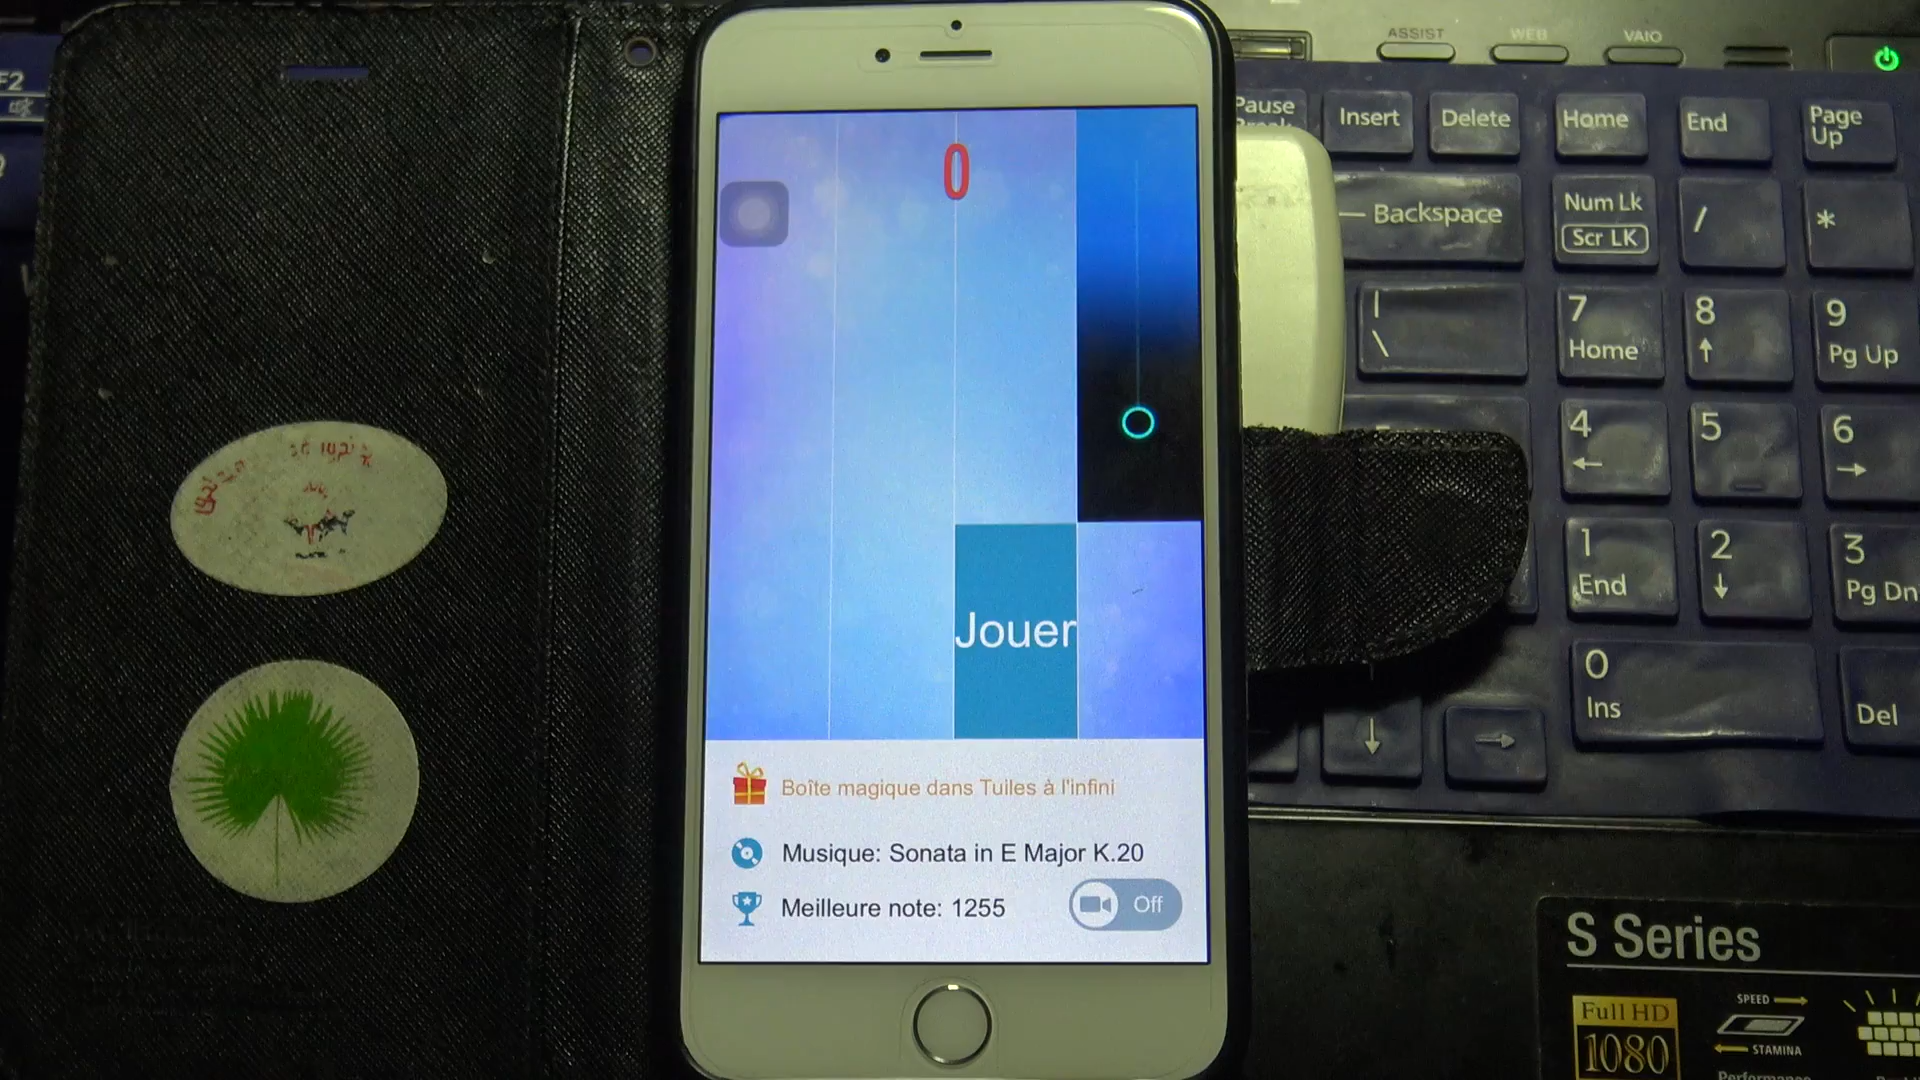 0
Jouer
Boîte magique dans Tuiles à l'infini
Musique: Sonata in E Major K.20
Meilleure note: 1255
Off
ASSIST
WEB
VAIO
F2
Pause
Insert
Delete
Home
End
Page Up
Backspace
Num Lk
Scr LK
/
*
|
\
7
Home
8
9
Pg Up
4
5
6
1
End
2
3
Pg Dn
0
Ins
Del
S Series
Full HD
1080
SPEED
STAMINA